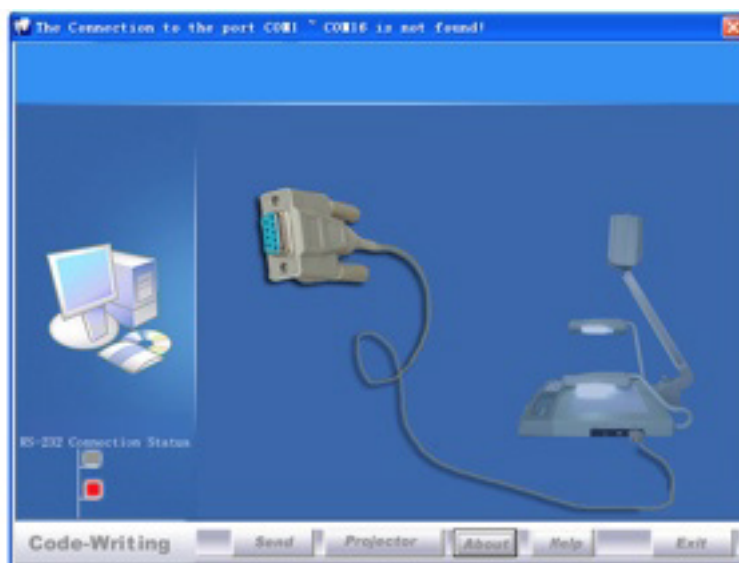 The Connection to the port COM1 ~ COM16 is not found!
RS-232 Connection Status
Code-Writing Send Projector About Help Exit